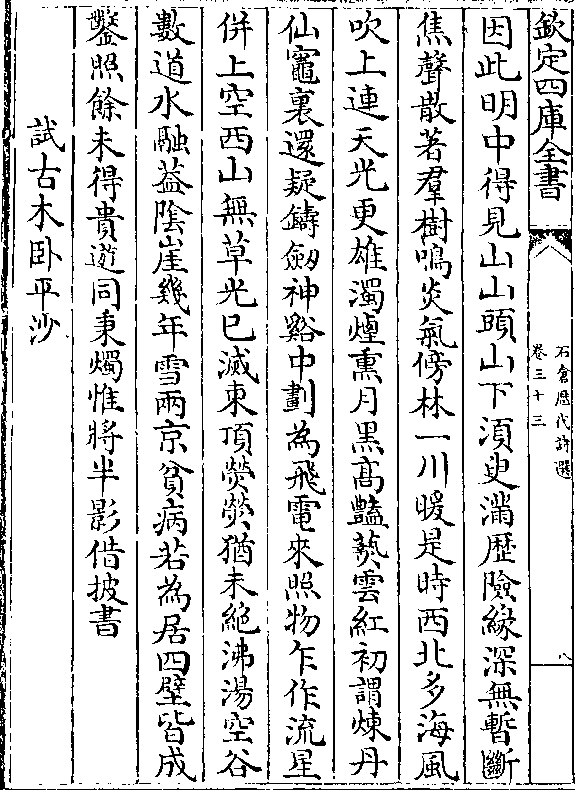 欽定四庫全書
石倉歷代詩選
卷三十三
八
因此明中得見山山頭山下湏臾滿歴險緣深無暫斷
焦聲散著羣樹鳴炎氣傍林一川暖是時西北多海風
吹上連天光更雄濁煙熏月黑髙豔爇雲紅初謂煉丹
仙竈裏還疑鑄劒神谿中劃為飛電來照物乍作流星
併上空西山無草光已滅東頂熒熒猶未絶沸湯空谷
數道水融葢陰崖幾年雪兩京貧病若為居四壁皆成
鑿照餘未得貴逰同秉燭惟將半影借披書
試古木卧平沙